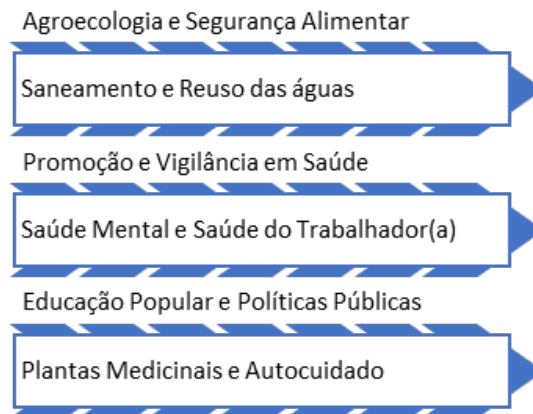 Agroecologia e Segurança Alimentar
Saneamento e Reuso das águas
Promoção e Vigilância em Saúde
Saúde Mental e Saúde do Trabalhador(a)
Educação Popular e Políticas Públicas
Plantas Medicinais e Autocuidado